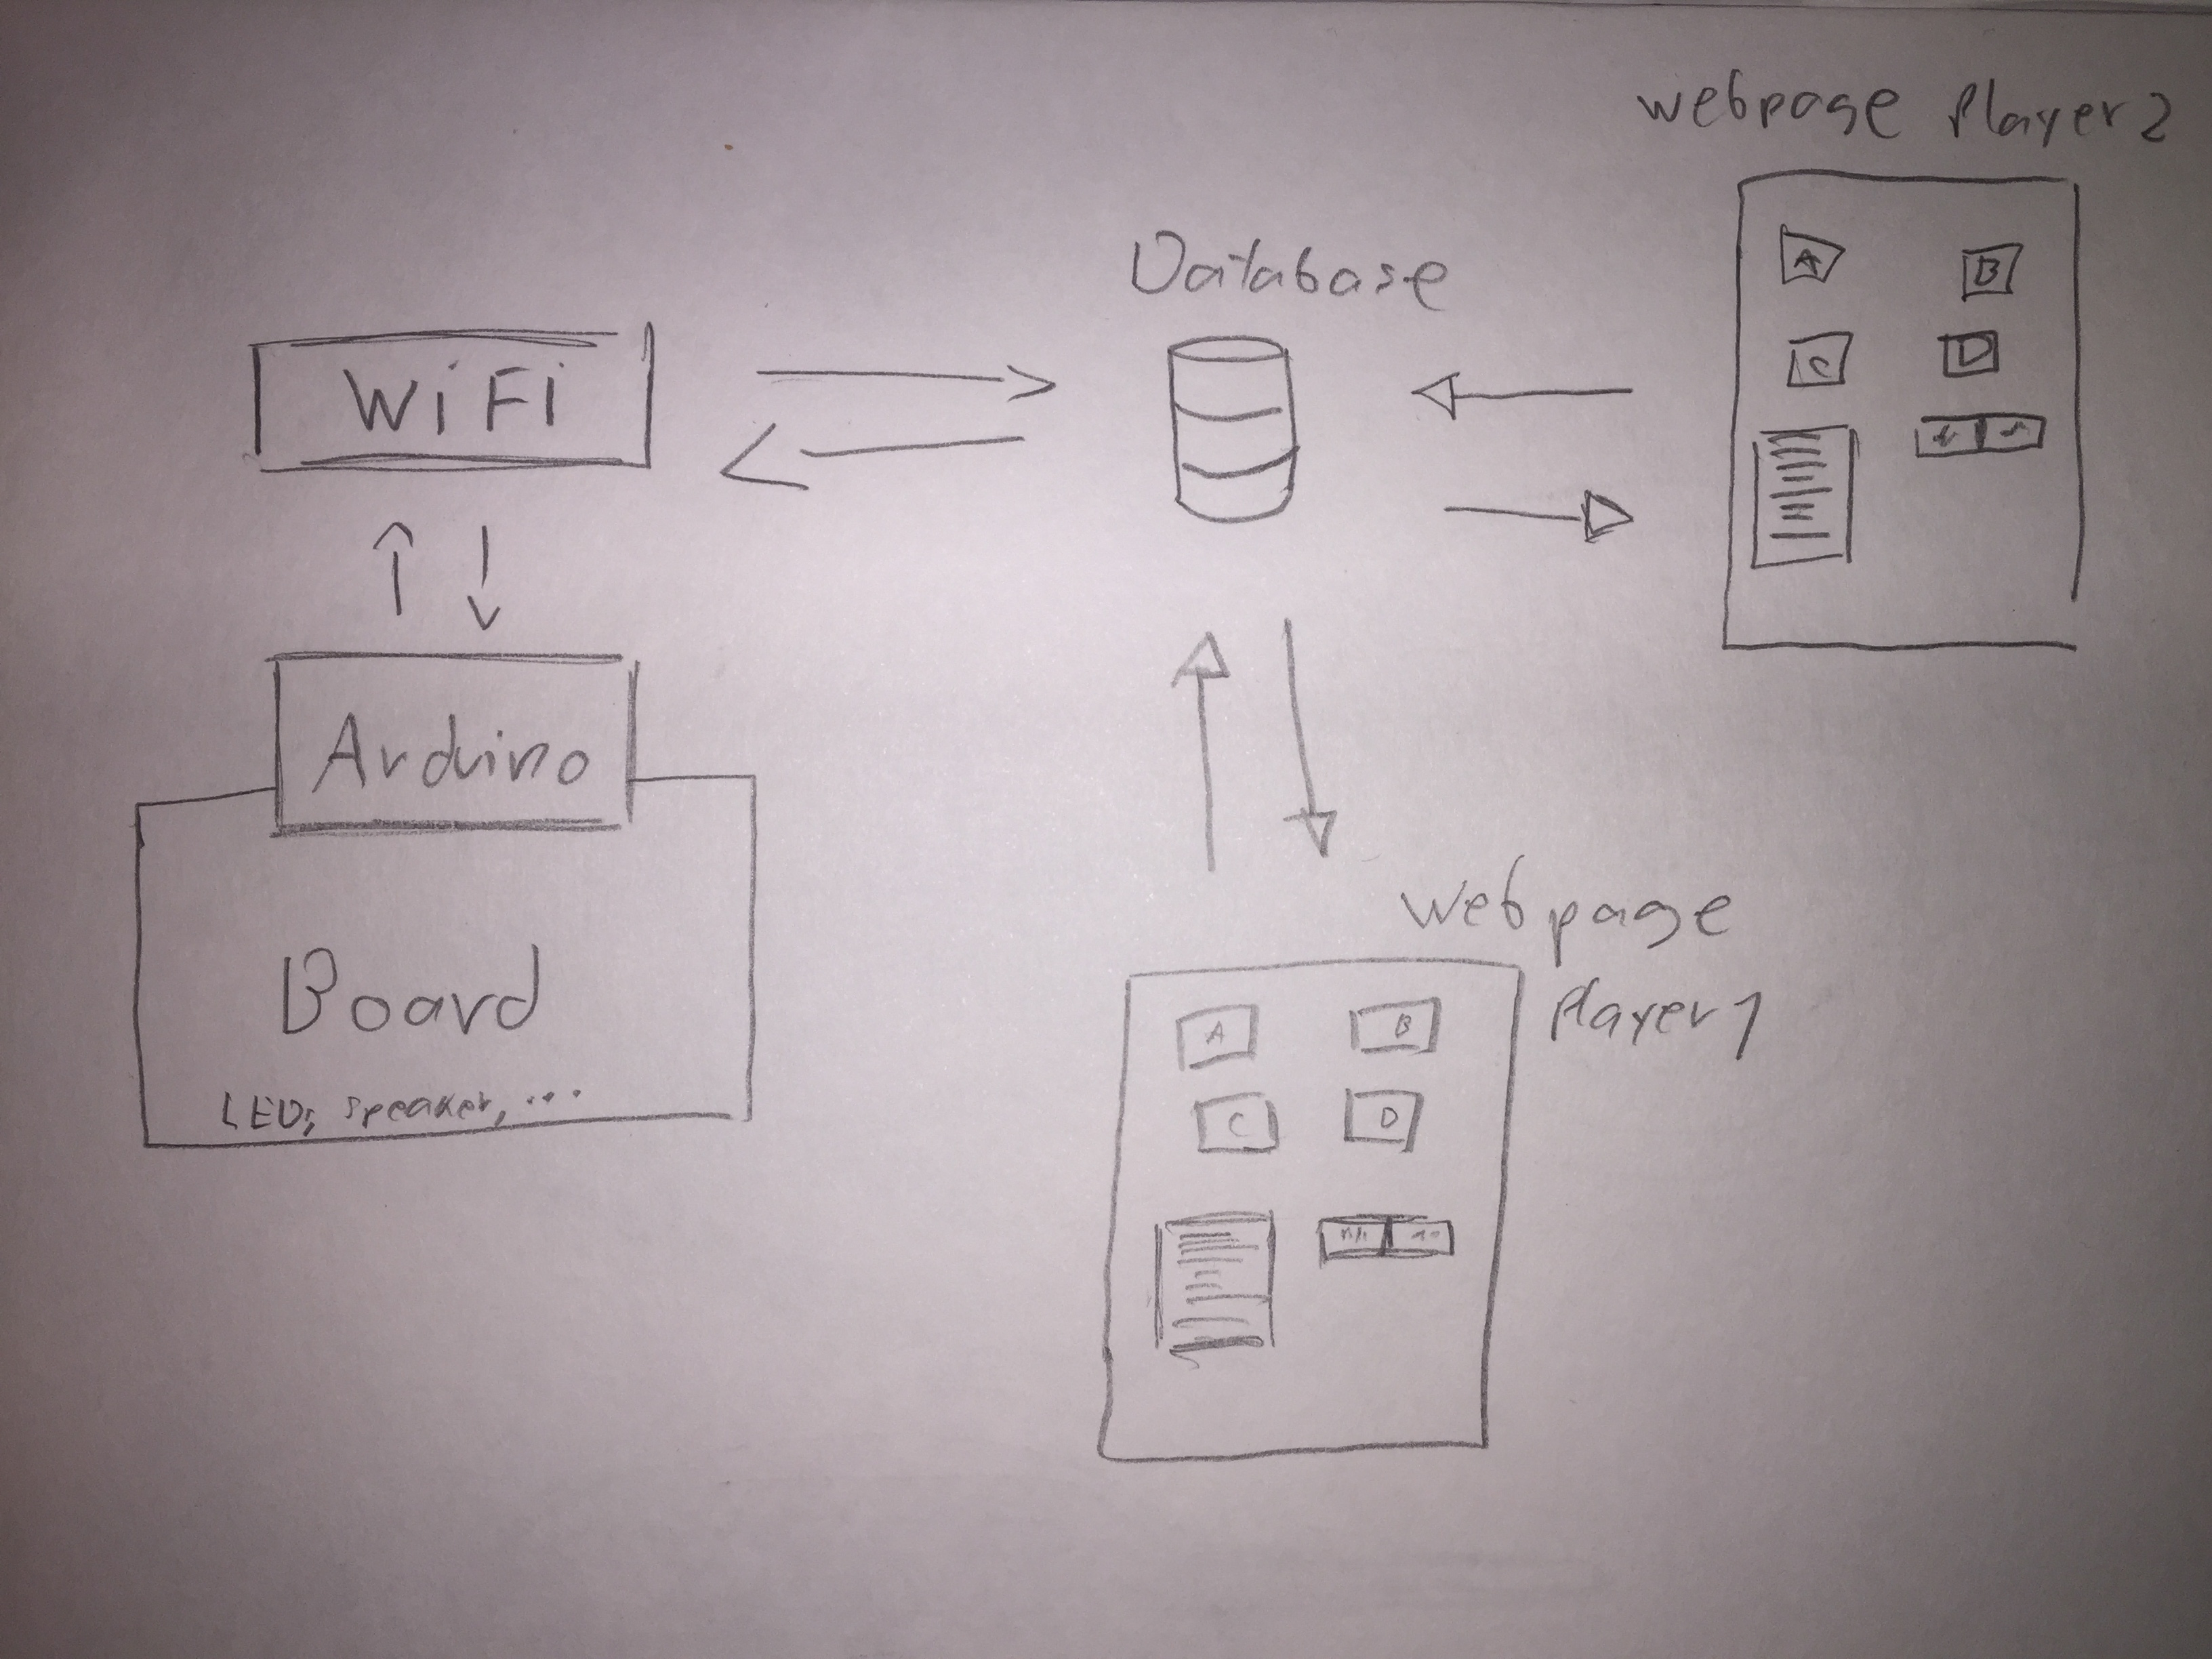 webpage Player 2
Database
WiFi
A
B
C
D
Arduino
Webpage
Player 1
Board
A
B
C
D
LED, speaker, ...